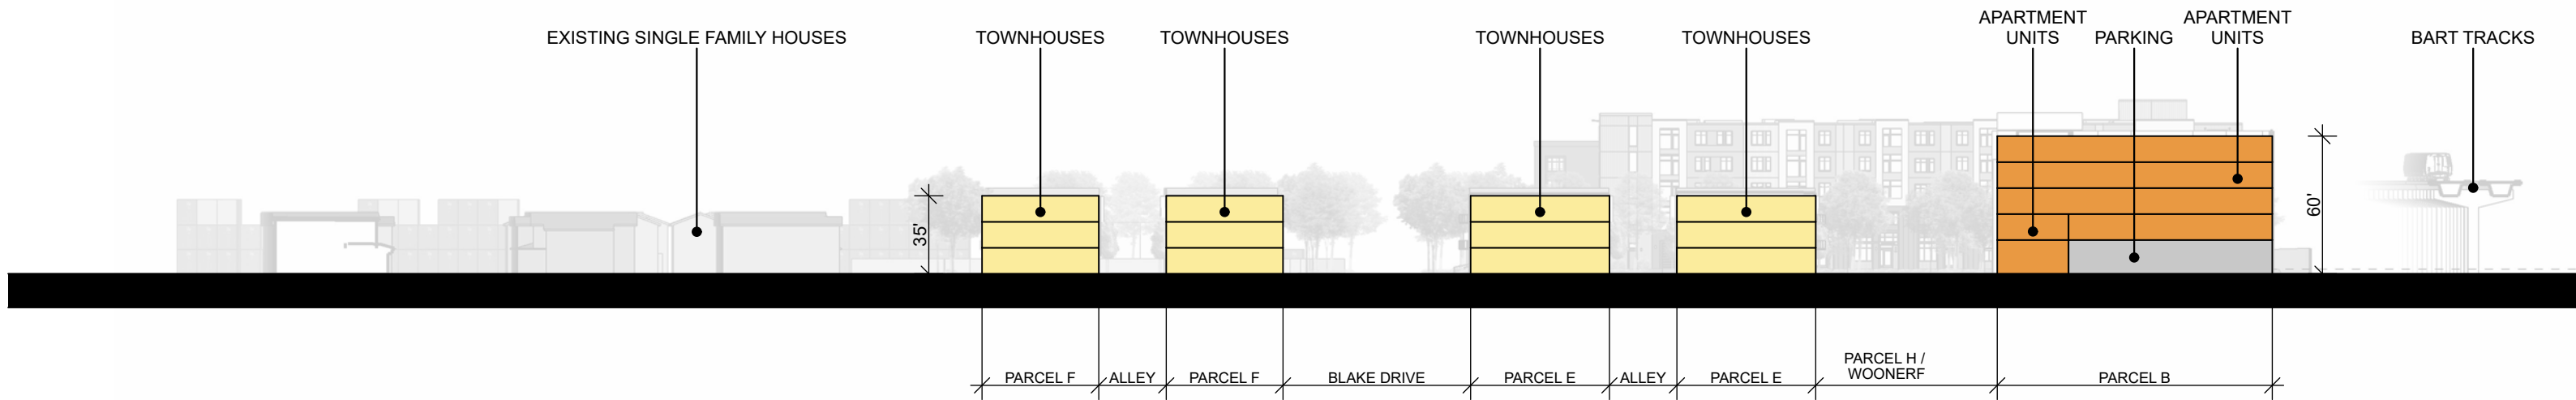 EXISTING SINGLE FAMILY HOUSES
TOWNHOUSES
TOWNHOUSES
TOWNHOUSES
TOWNHOUSES
APARTMENT
UNITS
PARKING
APARTMENT
UNITS
BART TRACKS
35'
60'
PARCEL F
ALLEY
PARCEL F
BLAKE DRIVE
PARCEL E
ALLEY
PARCEL E
PARCEL H /
WOONERF
PARCEL B